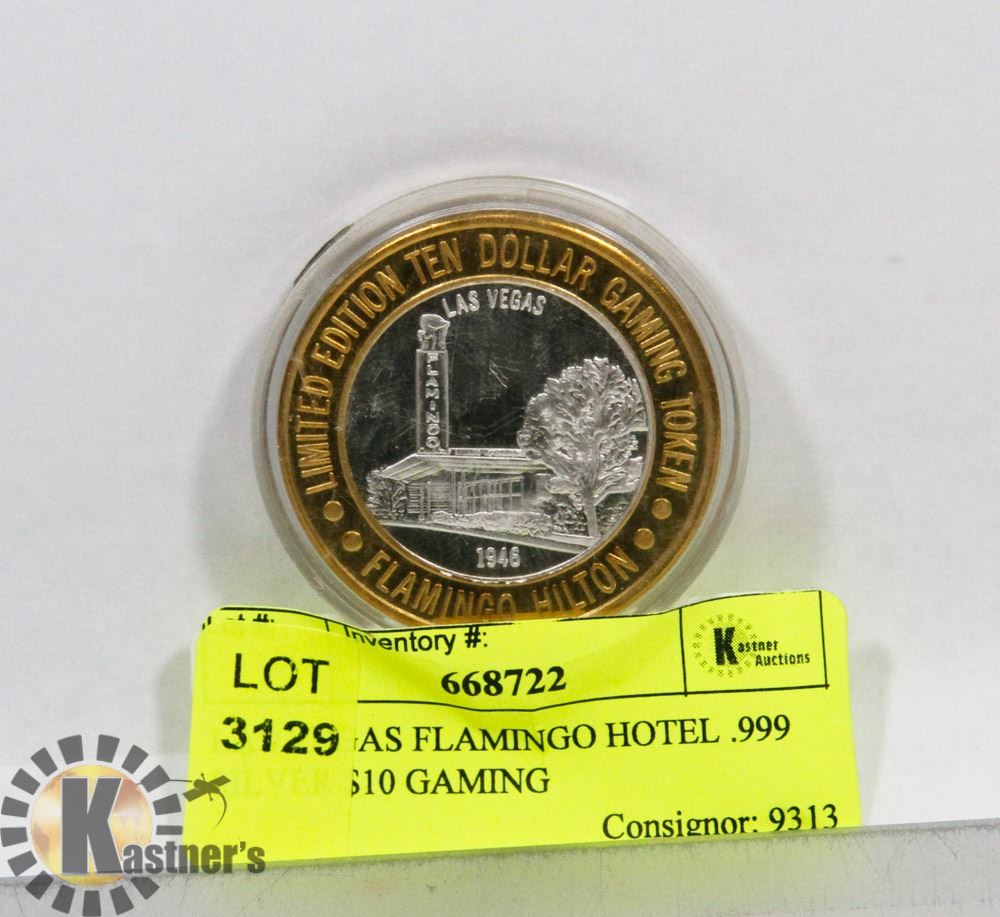 LIMITED EDITION TEN DOLLAR GAMING TOKEN
LAS VEGAS
FLAMINGO
1946
FLAMINGO HILTON
Inventory #:
668722
Kastner
Auctions
LOT
3129
GAS FLAMINGO HOTEL .999
$10 GAMING
Consignor: 9313
Kastner's